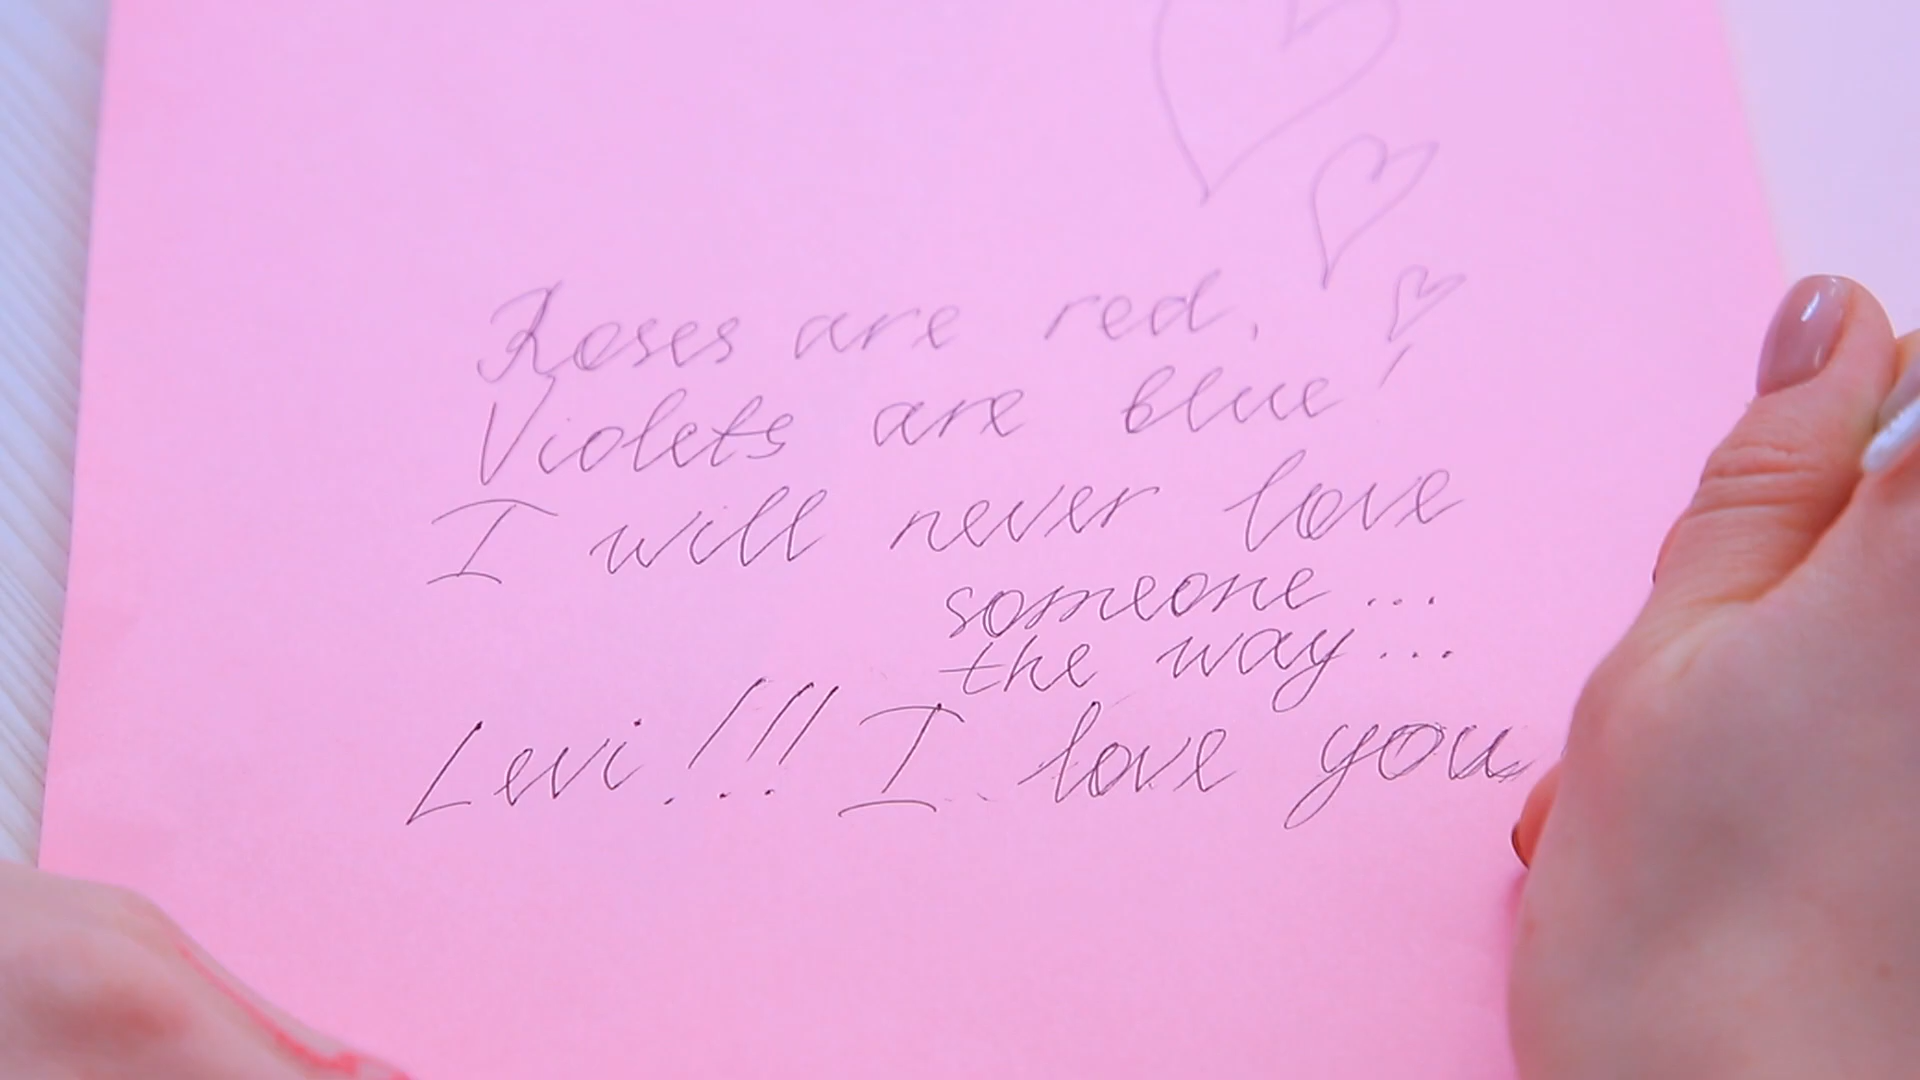 Roses are red,
Violets are blue!
I will never love
someone...
the way...
Levi!!! I love you